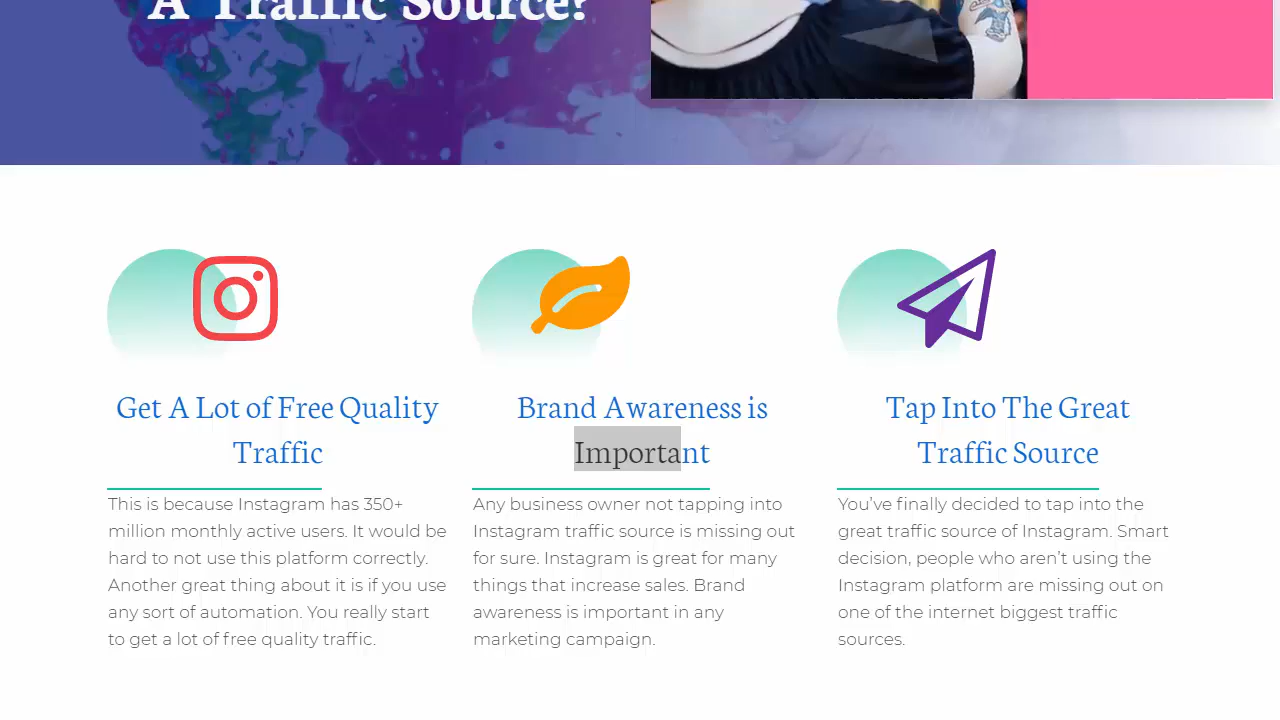 A Traffic Source?
Get A Lot of Free Quality
Traffic
This is because Instagram has 350+
million monthly active users. It would be
hard to not use this platform correctly.
Another great thing about it is if you use
any sort of automation. You really start
to get a lot of free quality traffic.
Brand Awareness is
Important
Any business owner not tapping into
Instagram traffic source is missing out
for sure. Instagram is great for many
things that increase sales. Brand
awareness is important in any
marketing campaign.
Tap Into The Great
Traffic Source
You’ve finally decided to tap into the
great traffic source of Instagram. Smart
decision, people who aren’t using the
Instagram platform are missing out on
one of the internet biggest traffic
sources.